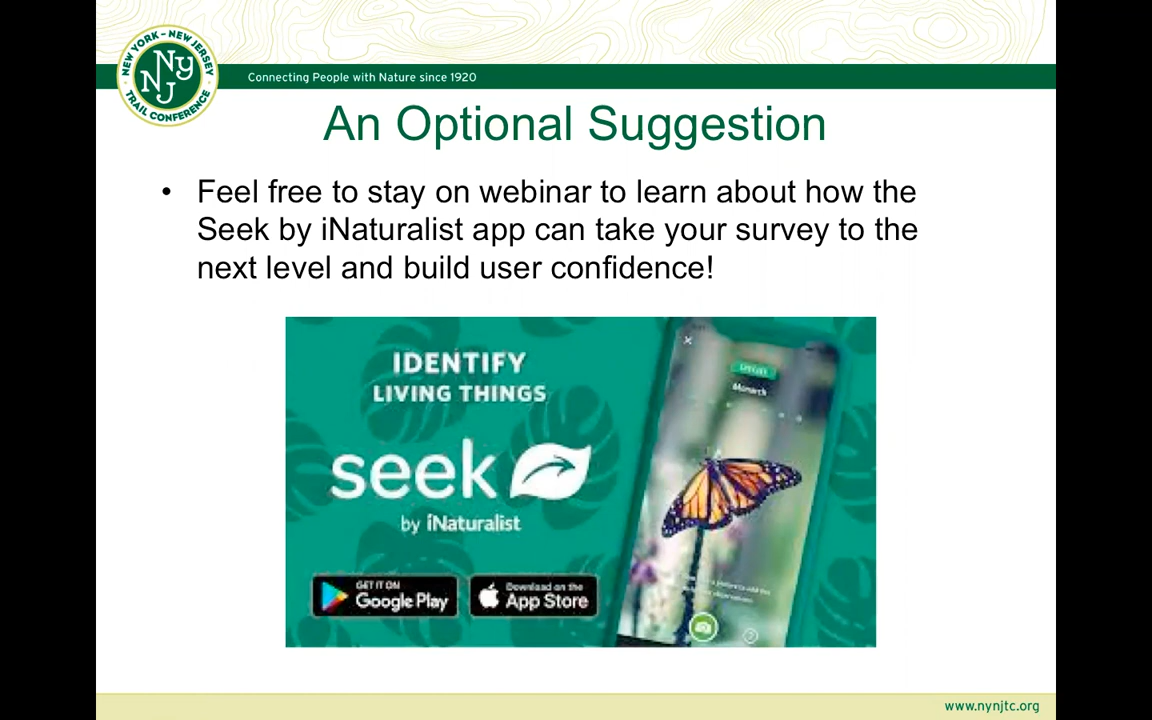 NEW YORK - NEW JERSEY
NY
NJ
TRAIL CONFERENCE
Connecting People with Nature since 1920
An Optional Suggestion
• Feel free to stay on webinar to learn about how the
Seek by iNaturalist app can take your survey to the
next level and build user confidence!
IDENTIFY
LIVING THINGS
seek
by iNaturalist
GET IT ON
Google Play
Download on the
App Store
Monarch
www.nynjtc.org